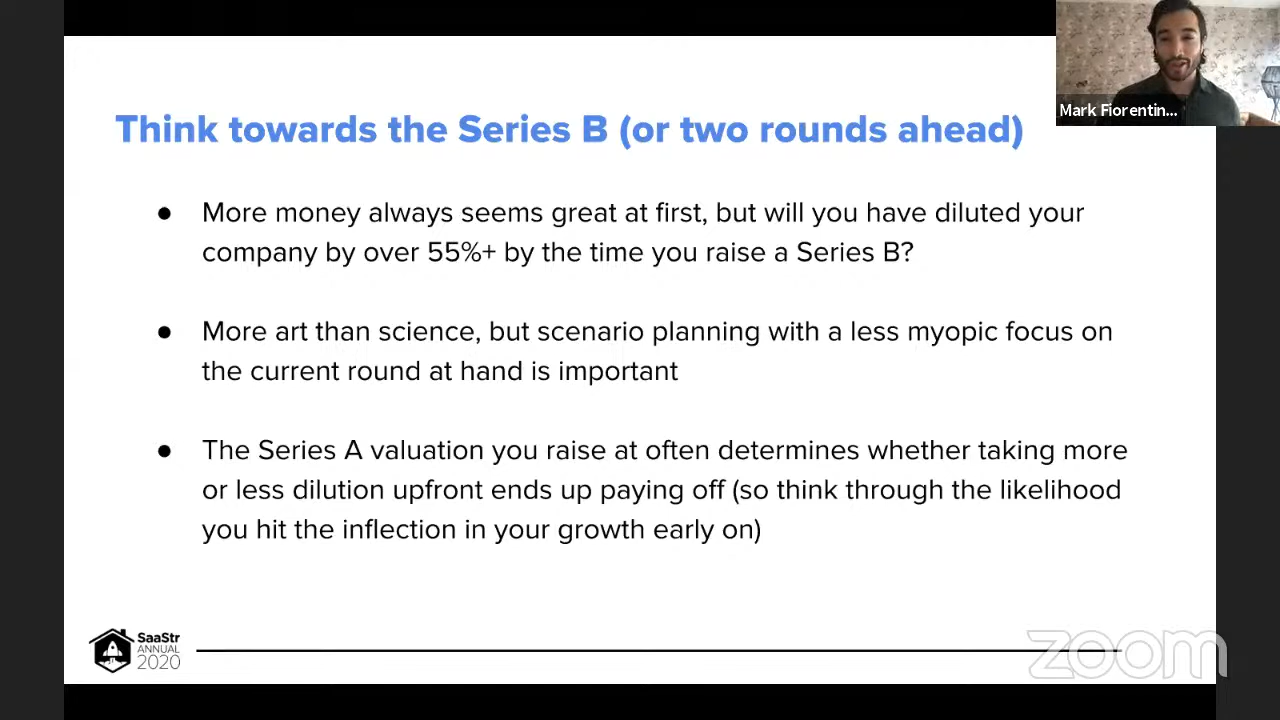 Think towards the Series B (or two rounds ahead)
Mark Fiorentin...
● More money always seems great at first, but will you have diluted your
company by over 55%+ by the time you raise a Series B?
● More art than science, but scenario planning with a less myopic focus on
the current round at hand is important
● The Series A valuation you raise at often determines whether taking more
or less dilution upfront ends up paying off (so think through the likelihood
you hit the inflection in your growth early on)
SaaStr
ANNUAL
2020
zoom